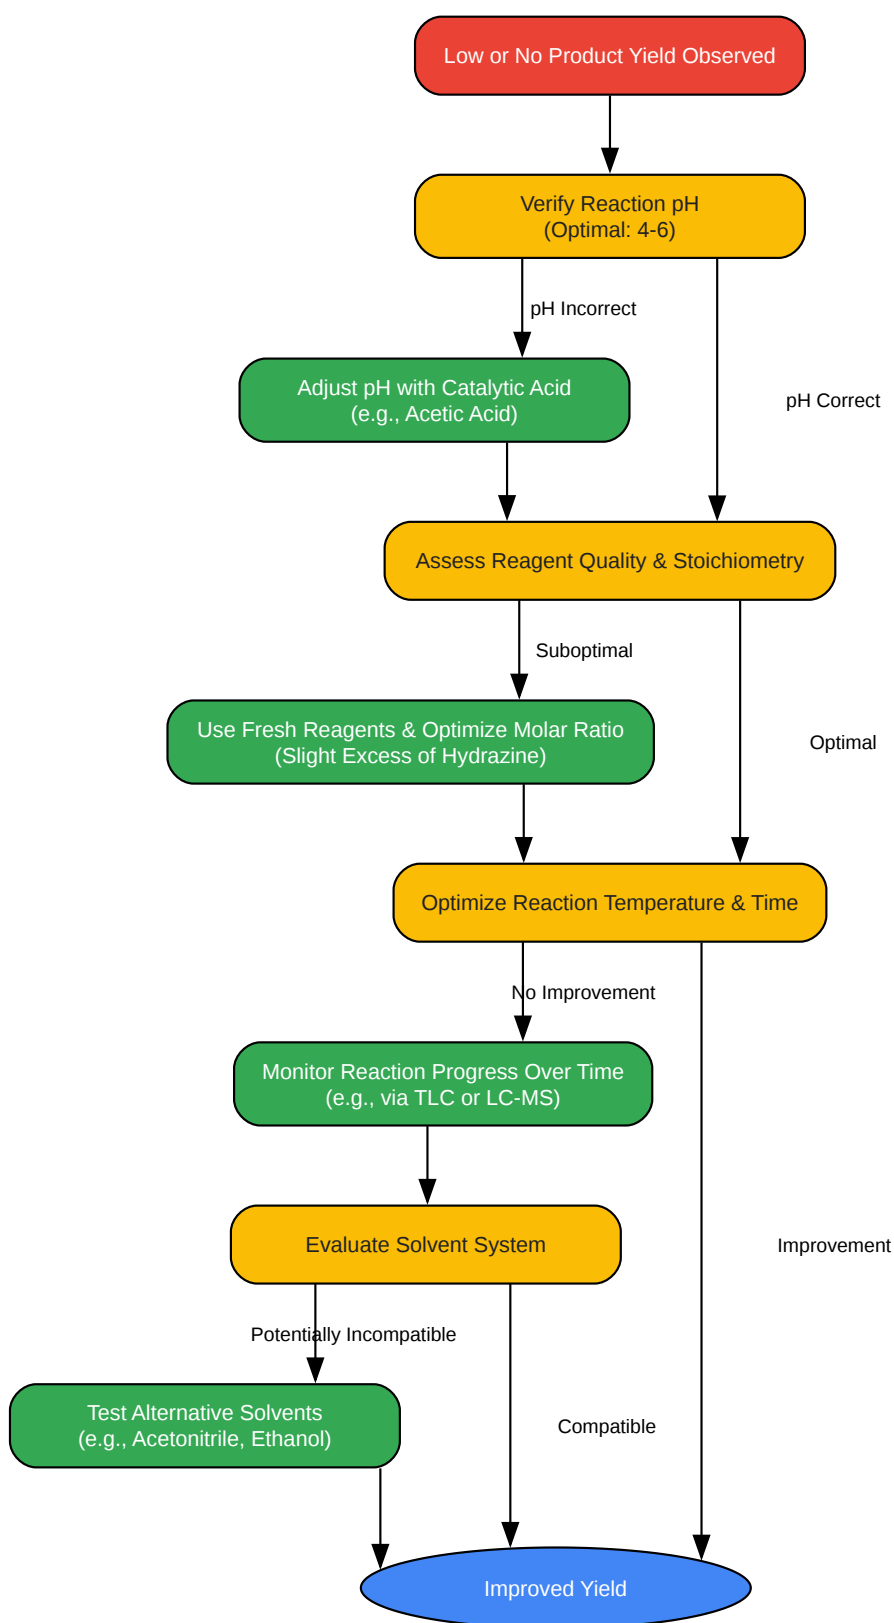 Low or No Product Yield Observed
Verify Reaction pH
(Optimal: 4-6)
pH Incorrect
Adjust pH with Catalytic Acid
(e.g., Acetic Acid)
pH Correct
Assess Reagent Quality & Stoichiometry
Suboptimal
Use Fresh Reagents & Optimize Molar Ratio
(Slight Excess of Hydrazine)
Optimal
Optimize Reaction Temperature & Time
No Improvement
Monitor Reaction Progress Over Time
(e.g., via TLC or LC-MS)
Evaluate Solvent System
Improvement
Potentially Incompatible
Test Alternative Solvents
(e.g., Acetonitrile, Ethanol)
Compatible
Improved Yield